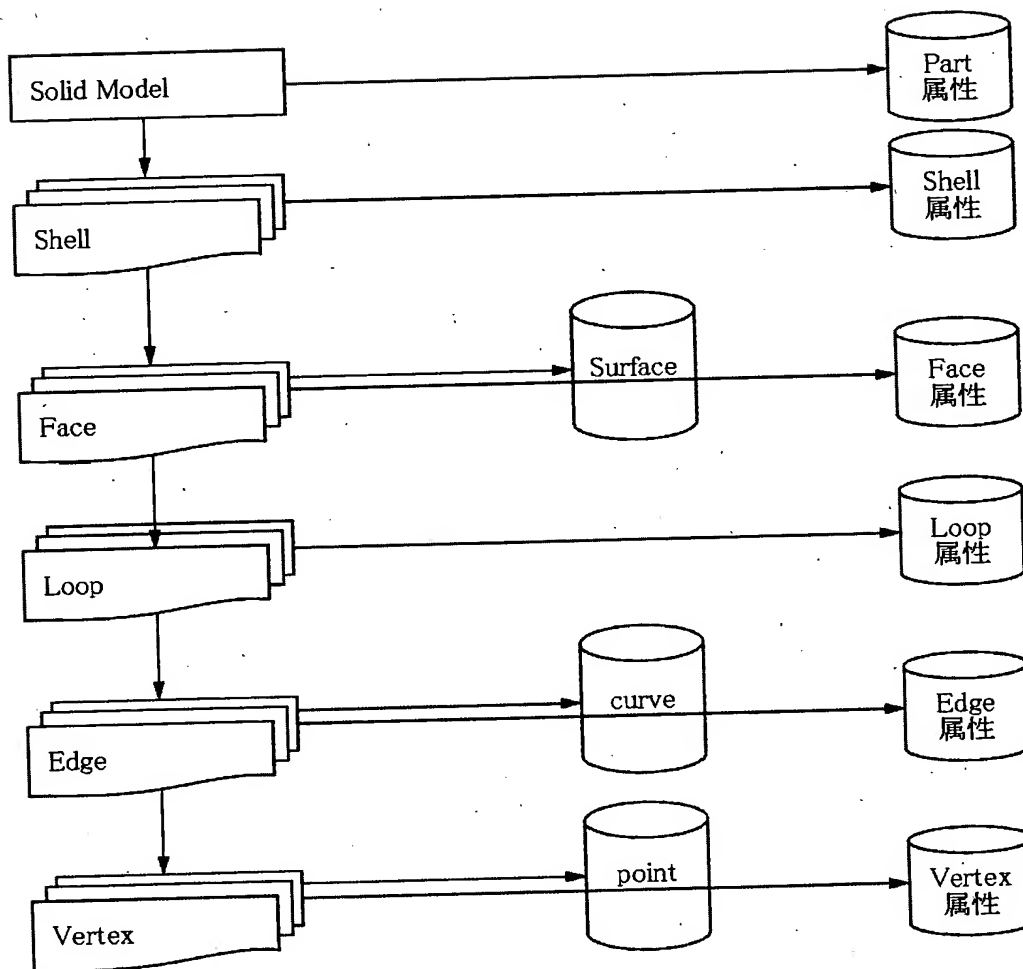 Solid Model
Part
属性
Shell
Shell
属性
Face
Surface
Face
属性
Loop
Loop
属性
Edge
curve
Edge
属性
Vertex
point
Vertex
属性